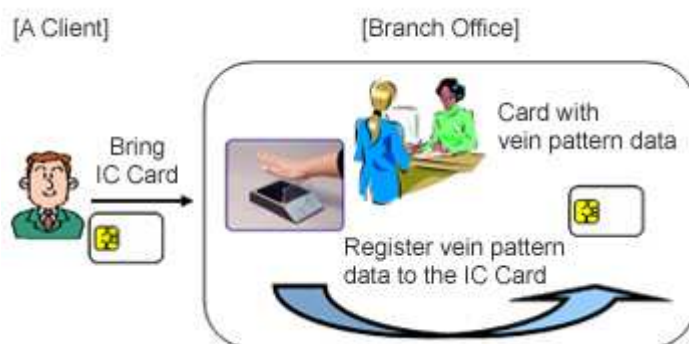 [A Client]
[Branch Office]
Bring
IC Card
Card with
vein pattern data
Register vein pattern
data to the IC Card